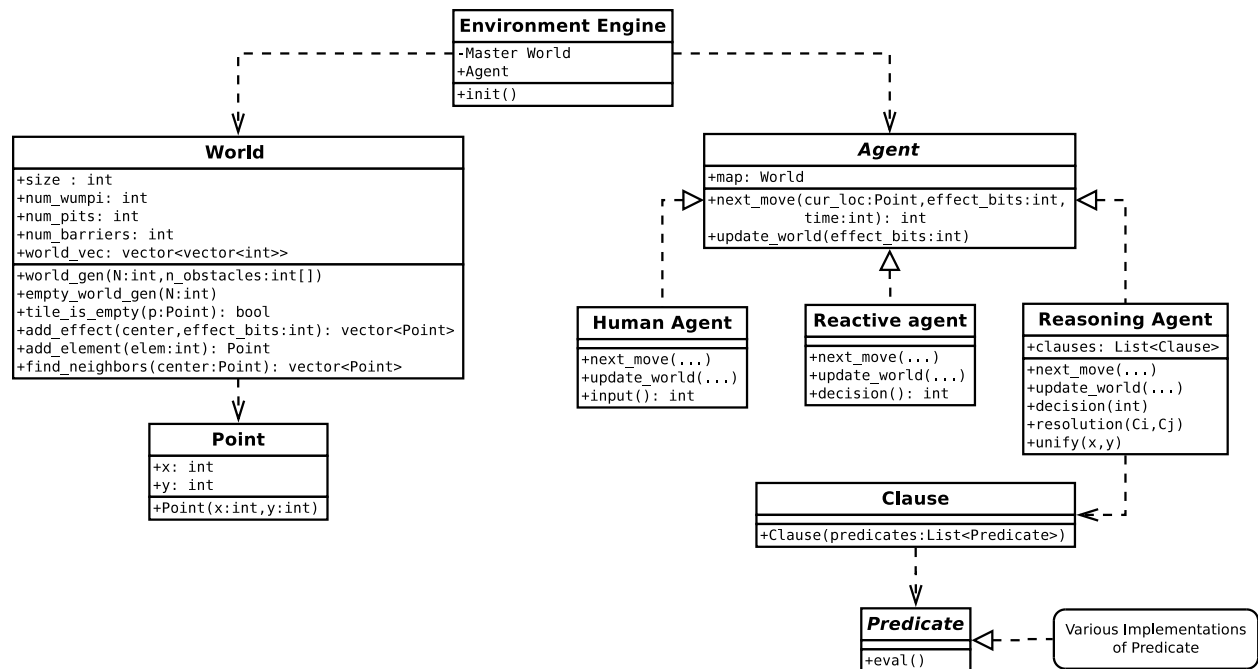 Environment Engine
-Master World
+Agent
+init()
World
+size : int
+num_wumpi: int
+num_pits: int
+num_barriers: int
+world_vec: vector<vector<int>>
+world_gen(N:int,n_obstacles:int[])
+empty_world_gen(N:int)
+tile_is_empty(p:Point): bool
+add_effect(center,effect_bits:int): vector<Point>
+add_element(elem:int): Point
+find_neighbors(center:Point): vector<Point>
Point
+x: int
+y: int
+Point(x:int,y:int)
Agent
+map: World
+next_move(cur_loc:Point,effect_bits:int,
time:int): int
+update_world(effect_bits:int)
Human Agent
+next_move(...)
+update_world(...)
+input(): int
Reactive agent
+next_move(...)
+update_world(...)
+decision(): int
Reasoning Agent
+clauses: List<Clause>
+next_move(...)
+update_world(...)
+decision(int)
+resolution(Ci,Cj)
+unify(x,y)
Clause
+Clause(predicates:List<Predicate>)
Predicate
+eval()
Various Implementations
of Predicate